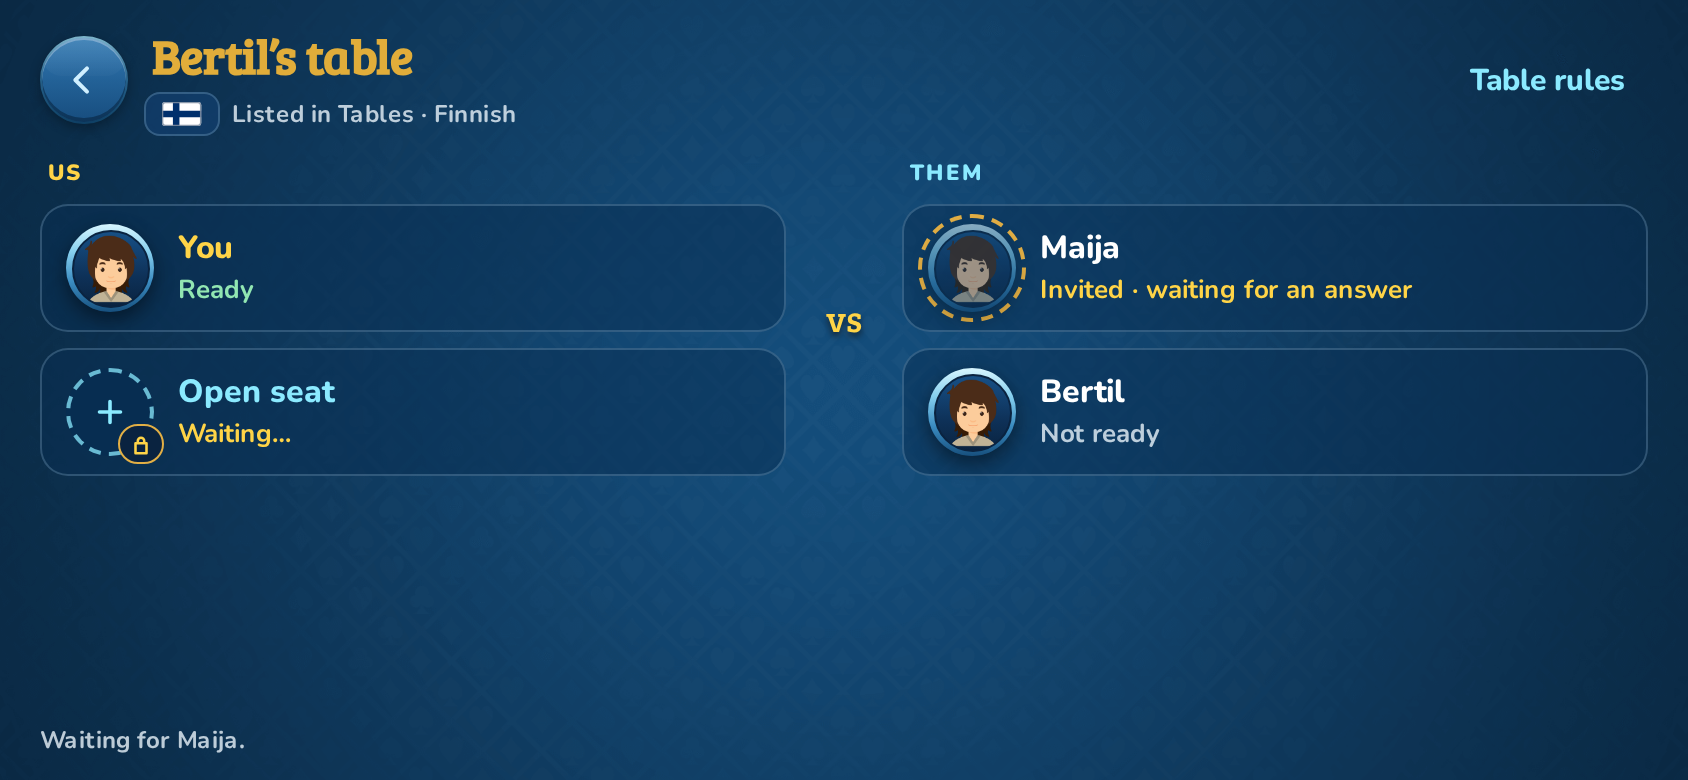 Bertil's table
Listed in Tables · Finnish
Table rules
US
You
Ready
Open seat
Waiting...
VS
THEM
Maija
Invited · waiting for an answer
Bertil
Not ready
Waiting for Maija.